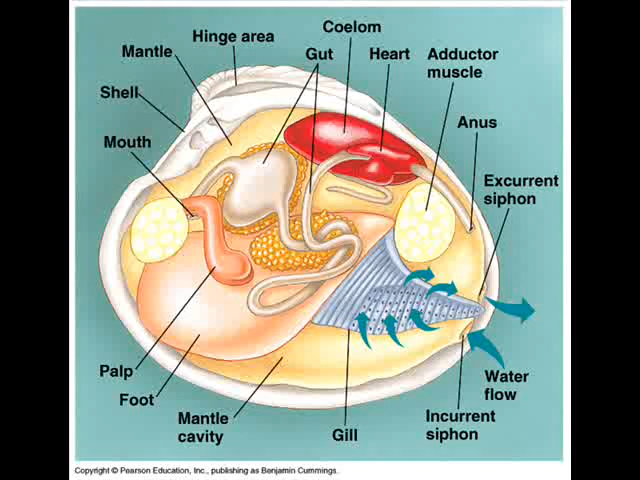 Coelom
Hinge area
Mantle
Gut
Heart
Adductor
muscle
Shell
Anus
Mouth
Excurrent
siphon
Palp
Foot
Mantle
cavity
Gill
Incurrent
siphon
Water
flow
Copyright © Pearson Education, Inc., publishing as Benjamin Cummings.